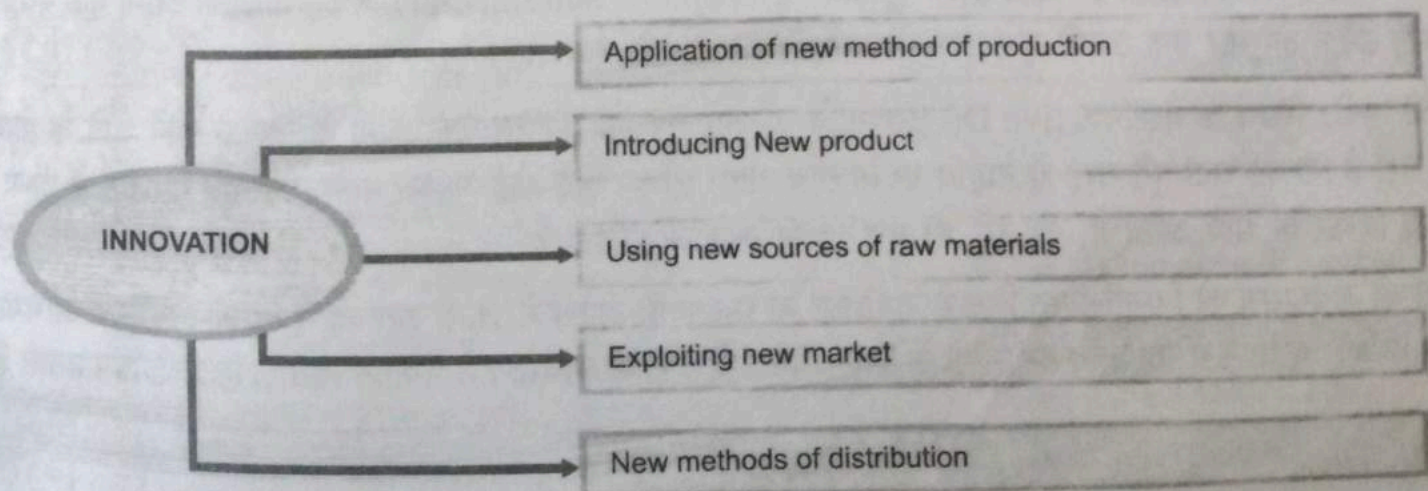 Application of new method of production
Introducing New product
INNOVATION
Using new sources of raw materials
Exploiting new market
New methods of distribution